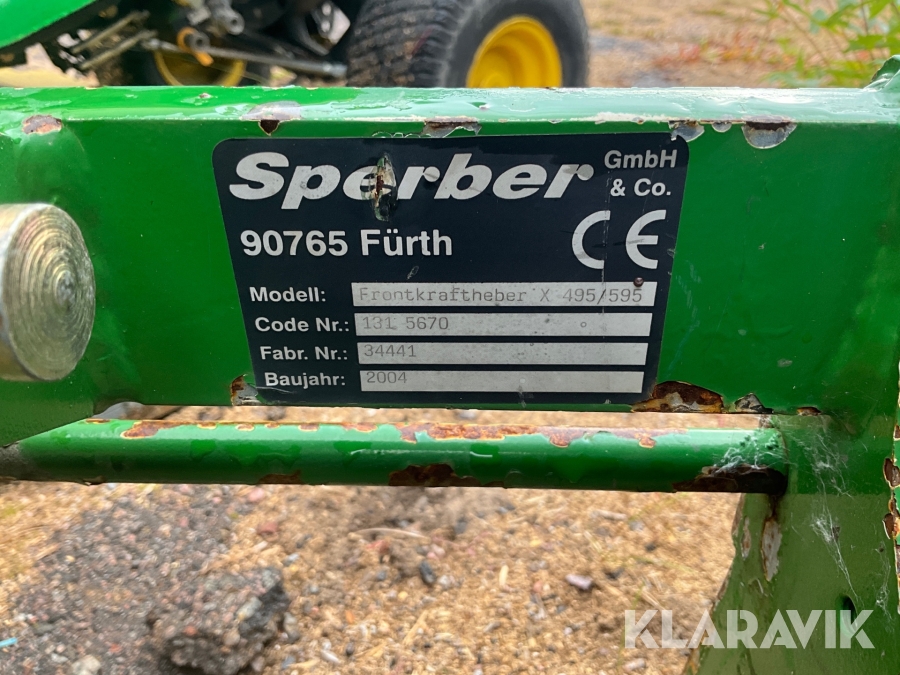 Sperber GmbH
& Co.
90765 Fürth CE
Modell: Frontkraftheber X 495/595
Code Nr.: 131 5670
Fabr. Nr.: 34441
Baujahr: 2004
KLARAVIK